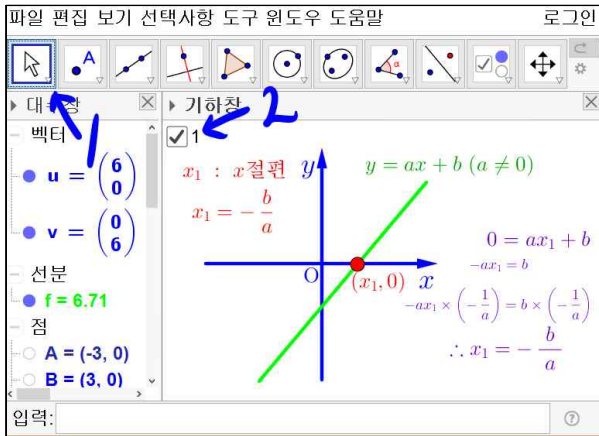 파일 편집 보기 선택사항 도구 윈도우 도움말 로그인
A α
기하창
2
1
벡터
1
u = (6 0)
v = (0 6)
선분
f = 6.71
점
A = (-3, 0)
B = (3, 0)
x₁ : x절편
x₁ = - b/a
y
y = ax + b (a ≠ 0)
O
(x₁, 0)
x
0 = ax₁ + b
-ax₁ = b
-ax₁ × (-1/a) = b × (-1/a)
∴ x₁ = - b/a
입력: